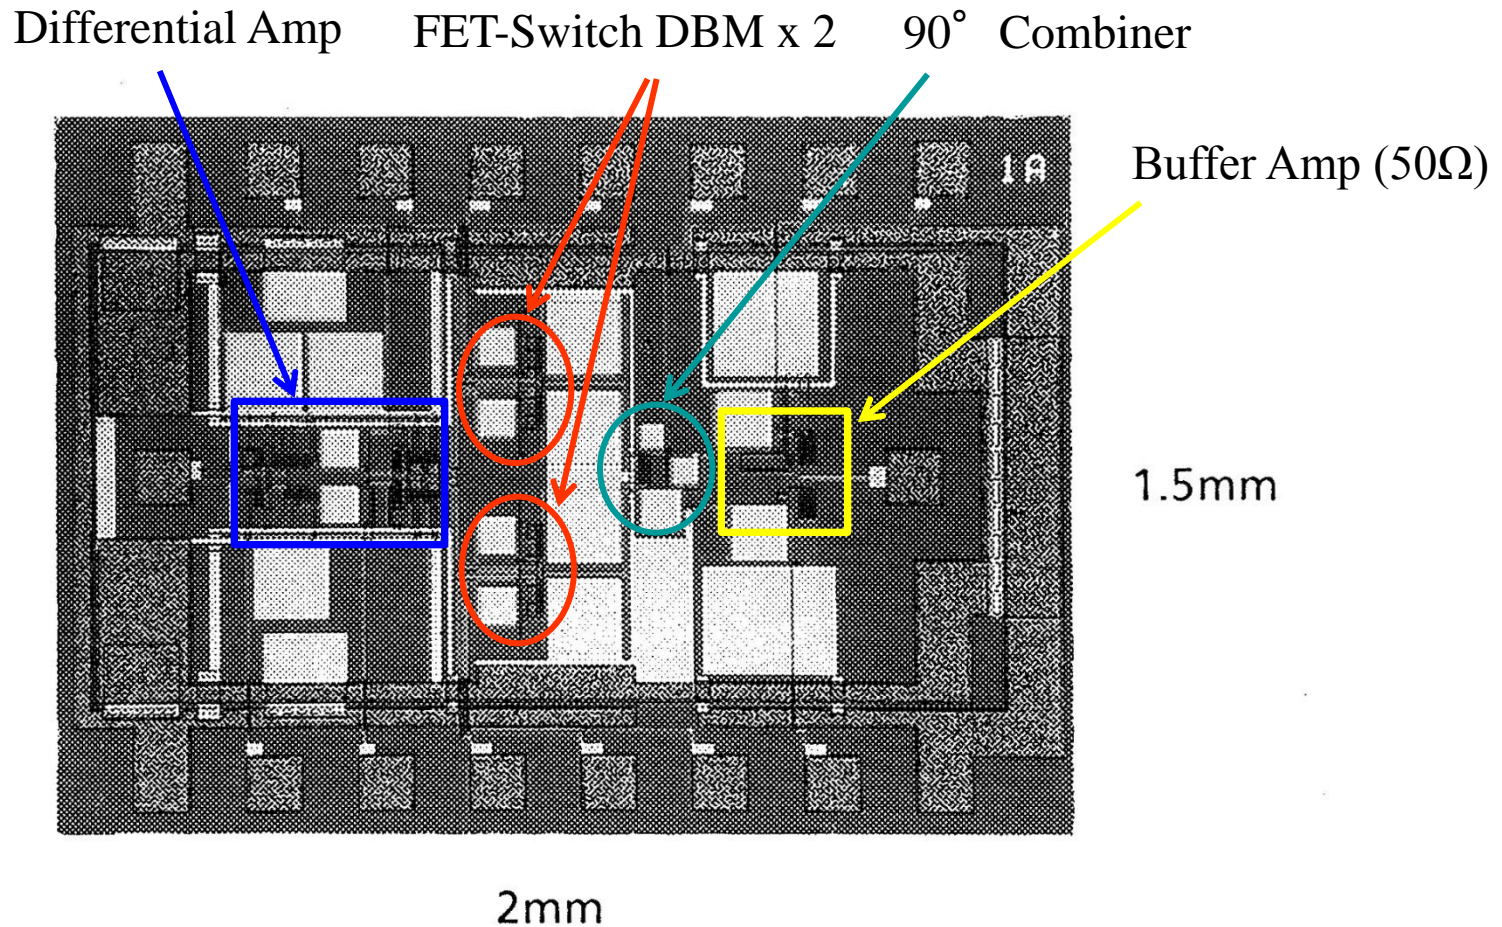 Differential Amp
FET-Switch DBM x 2
90° Combiner
Buffer Amp (50Ω)
1A
1.5mm
2mm